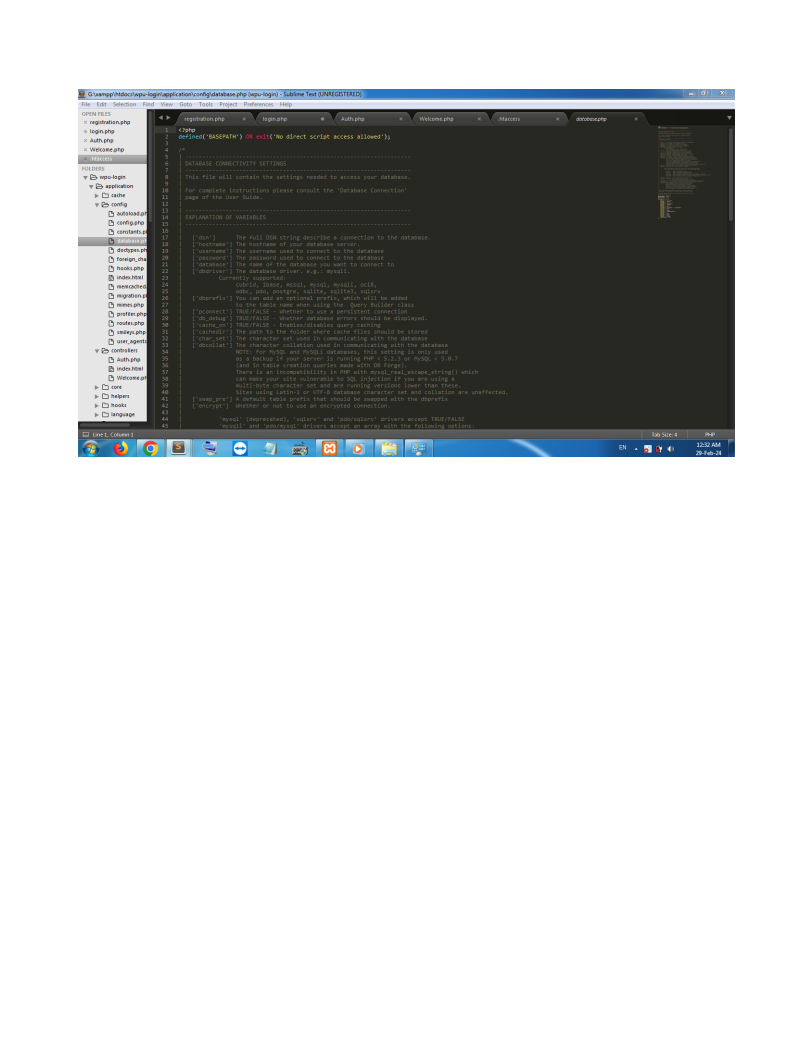 G:\xampp\htdocs\wpu-login\application\config\database.php (wpu-login) - Sublime Text (UNREGISTERED)
File Edit Selection Find View Goto Tools Project Preferences Help
OPEN FILES
registration.php
login.php
Auth.php
Welcome.php
.htaccess
FOLDERS
wpu-login
application
cache
config
autoload.ph
config.php
constants.p
database.ph
doctypes.php
foreign_cha
hooks.php
index.html
memcached.
migration.p
mimes.php
profiler.php
routes.php
smileys.php
user_agents
controllers
Auth.php
index.html
Welcome.ph
core
helpers
hooks
language
registration.php login.php Auth.php Welcome.php .htaccess database.php
1 <?php
2 defined('BASEPATH') OR exit('No direct script access allowed');
3
4 /*
5 | -------------------------------------------------------------------
6 | DATABASE CONNECTIVITY SETTINGS
7 | -------------------------------------------------------------------
8 | This file will contain the settings needed to access your database.
9 |
10 | For complete instructions please consult the 'Database Connection'
11 | page of the User Guide.
12 |
13 | -------------------------------------------------------------------
14 | EXPLANATION OF VARIABLES
15 | -------------------------------------------------------------------
16 |
17 | ['dsn'] The full DSN string describe a connection to the database.
18 | ['hostname'] The hostname of your database server.
19 | ['username'] The username used to connect to the database
20 | ['password'] The password used to connect to the database
21 | ['database'] The name of the database you want to connect to
22 | ['dbdriver'] The database driver. e.g.: mysqli.
23 | Currently supported:
24 | cubrid, ibase, mssql, mysql, mysqli, oci8,
25 | odbc, pdo, postgre, sqlite, sqlite3, sqlsrv
26 | ['dbprefix'] You can add an optional prefix, which will be added
27 | to the table name when using the Query Builder class
28 | ['pconnect'] TRUE/FALSE - Whether to use a persistent connection
29 | ['db_debug'] TRUE/FALSE - Whether database errors should be displayed.
30 | ['cache_on'] TRUE/FALSE - Enables/disables query caching
31 | ['cachedir'] The path to the folder where cache files should be stored
32 | ['char_set'] The character set used in communicating with the database
33 | ['dbcollat'] The character collation used in communicating with the database
34 | NOTE: For MySQL and MySQLi databases, this setting is only used
35 | as a backup if your server is running PHP < 5.2.3 or MySQL < 5.0.7
36 | (and in table creation queries made with DB Forge).
37 | There is an incompatibility in PHP with mysql_real_escape_string() which
38 | can make your site vulnerable to SQL injection if you are using a
39 | multi-byte character set and are running versions lower than these.
40 | Sites using Latin-1 or UTF-8 database character set and collation are unaffected.
41 | ['swap_pre'] A default table prefix that should be swapped with the dbprefix
42 | ['encrypt'] Whether or not to use an encrypted connection.
43 |
44 | 'mysql' (deprecated), 'sqlsrv' and 'pdo/sqlsrv' drivers accept TRUE/FALSE
45 | 'mysqli' and 'pdo/mysql' drivers accept an array with the following options:
Line 1, Column 1 Tab Size: 4 PHP
EN 12:32 AM
29-Feb-24